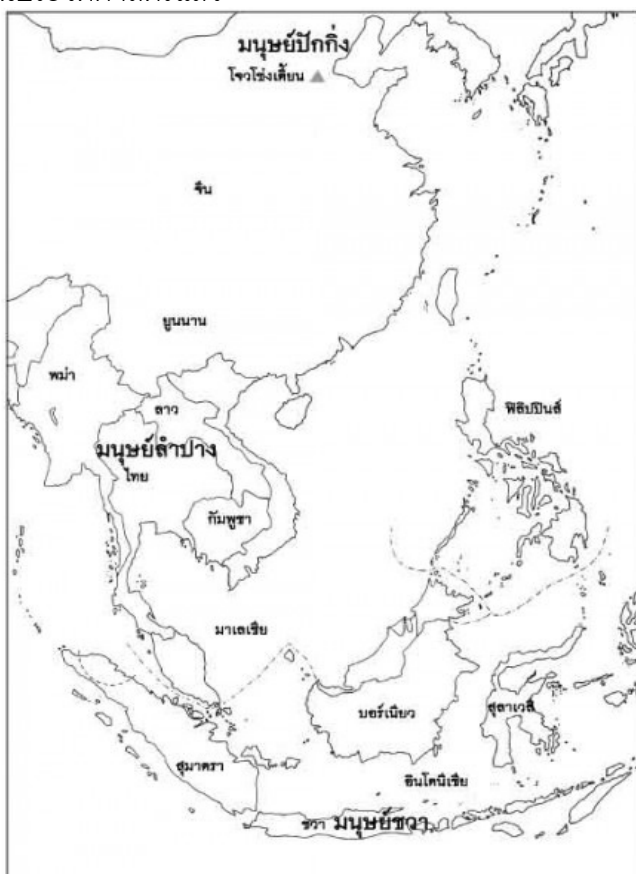 มนุษย์ปักกิ่ง
โจวโข่งเตี้ยน
จีน
ยูนนาน
พม่า
ลาว
ฟิลิปปินส์
มนุษย์ลำปาง
ไทย
กัมพูชา
มาเลเซีย
บอร์เนียว
สุลาเวสี
สุมาตรา
อินโดนีเซีย
ชวา มนุษย์ชวา